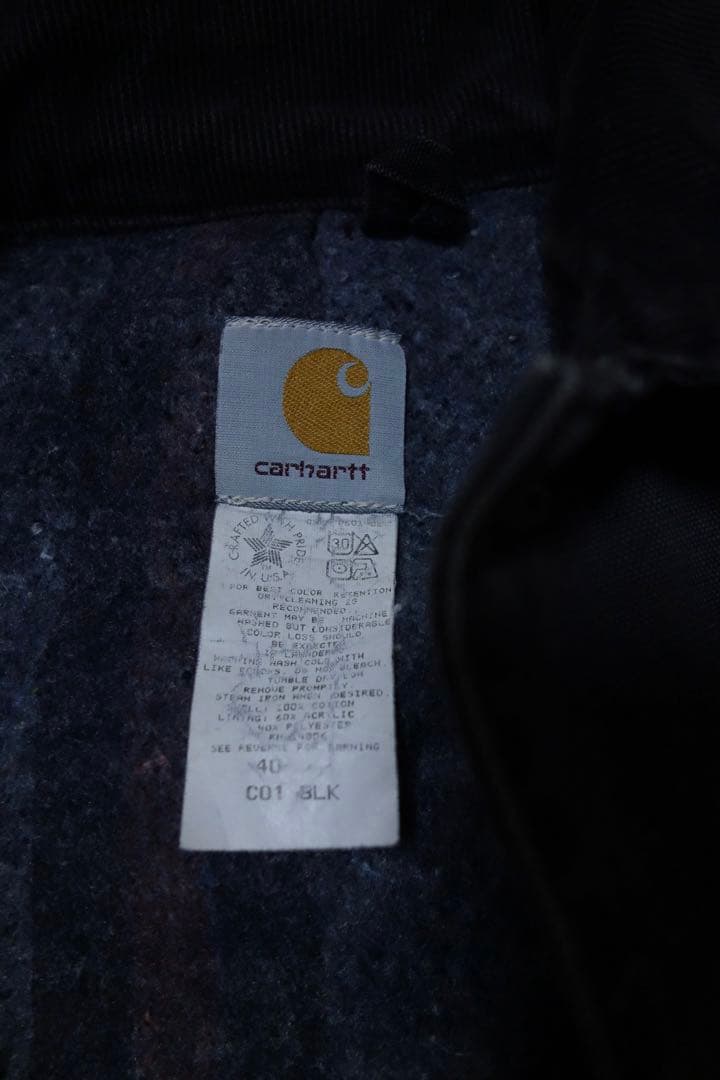 carhartt
CRAFTED WITH PRIDE
IN U.S.A.
TM
30
FOR BEST COLOR RETENTION
DRY CLEANING IS
RECOMMENDED.
GARMENT MAY BE MACHINE
WASHED BUT CONSIDERABLE
COLOR LOSS SHOULD
BE EXPECTED
MACHINE WASH COLD WITH
LIKE COLORS. DO NOT BLEACH.
TUMBLE DRY LOW
REMOVE PROMPTLY
STEAM IRON WHEN DESIRED.
SHELL: 100% COTTON
LINING: 60% ACRYLIC
40% POLYESTER
SEE REVERSE FOR WARNING
40
C01 BLK